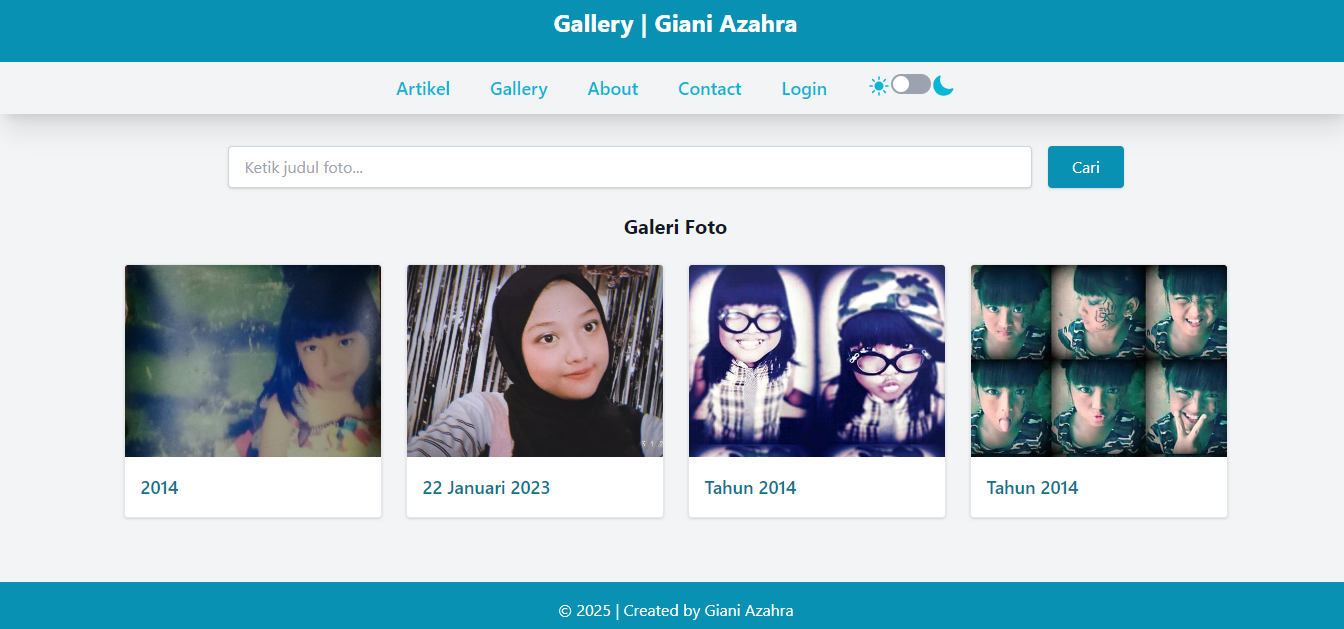 Gallery | Giani Azahra
Artikel Gallery About Contact Login
Ketik judul foto... Cari
Galeri Foto
2014 22 Januari 2023 Tahun 2014 Tahun 2014
© 2025 | Created by Giani Azahra